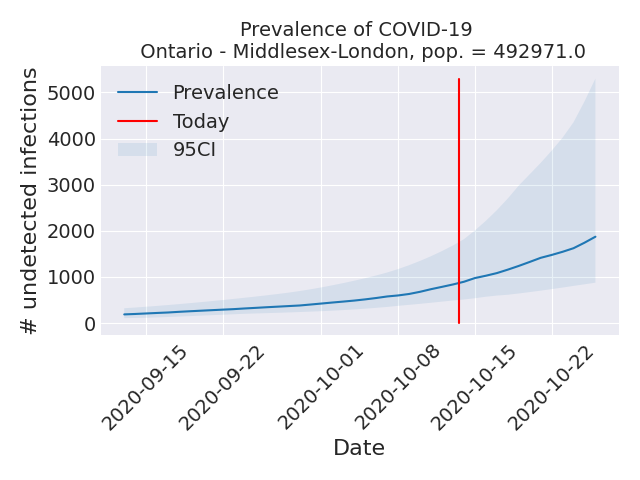 Prevalence of COVID-19
Ontario - Middlesex-London, pop. = 492971.0
# undetected infections
5000
4000
3000
2000
1000
0
Prevalence
Today
95CI
2020-09-15
2020-09-22
2020-10-01
2020-10-08
2020-10-15
2020-10-22
Date